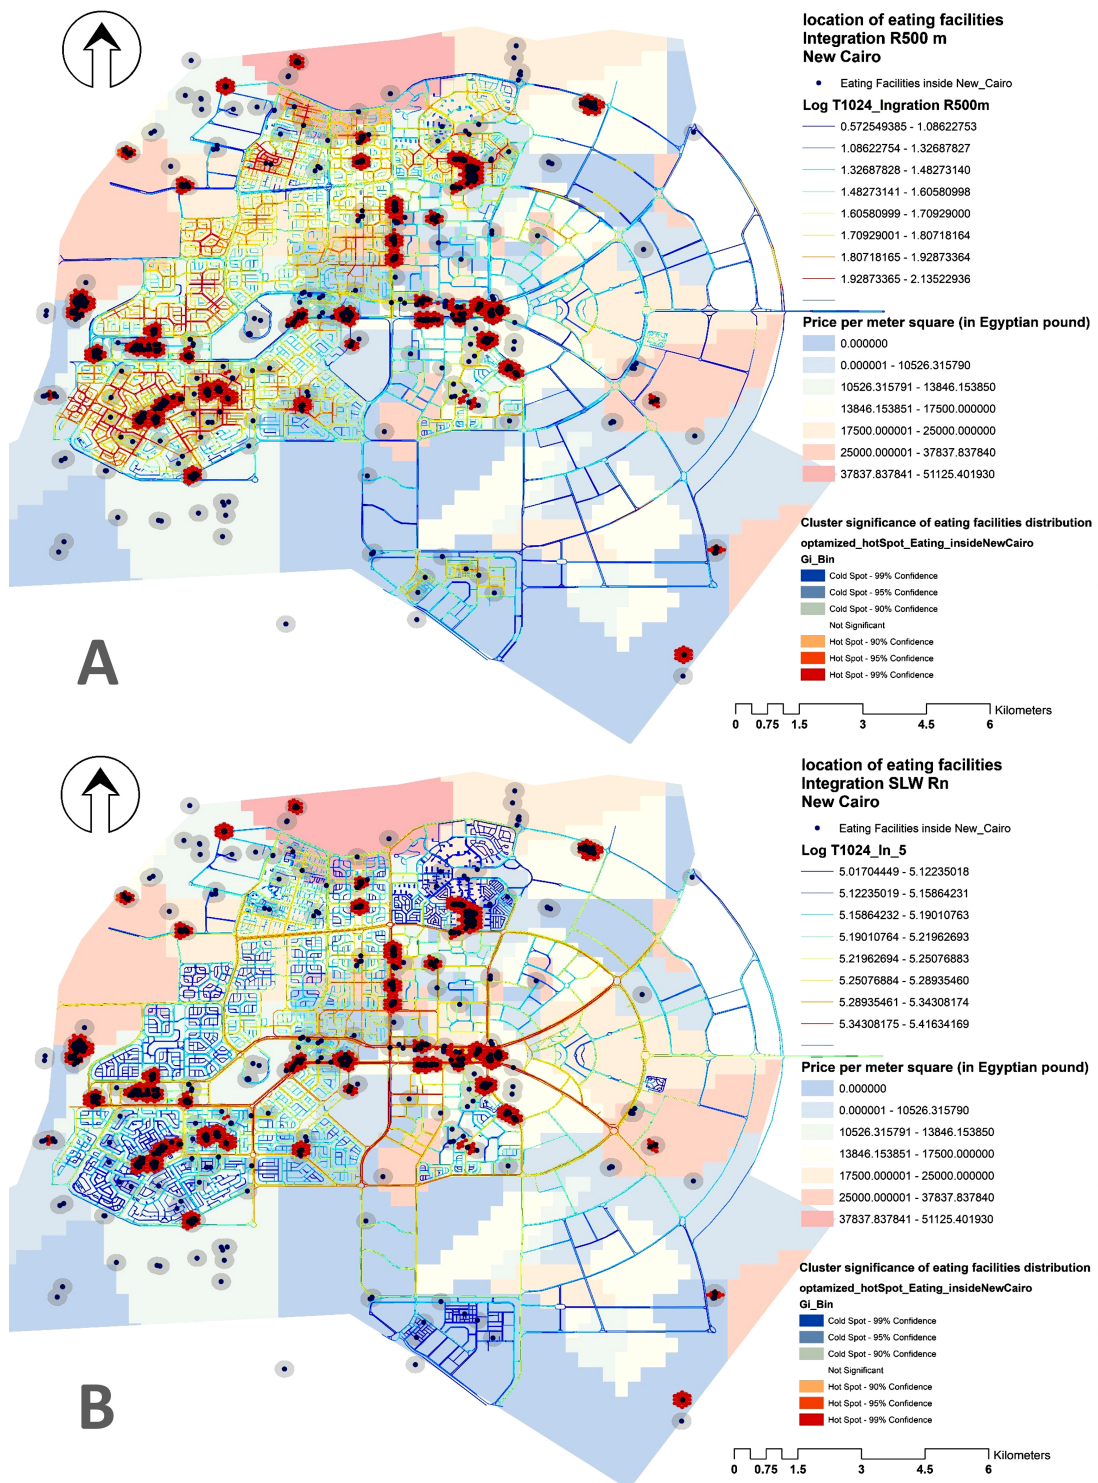 location of eating facilities
Integration R500 m
New Cairo
Eating Facilities inside New_Cairo
Log T1024_Ingration R500m
0.572549385 - 1.08622753
1.08622754 - 1.32687827
1.32687828 - 1.48273140
1.48273141 - 1.60580998
1.60580999 - 1.70929000
1.70929001 - 1.80718164
1.80718165 - 1.92873364
1.92873365 - 2.13522936
Price per meter square (in Egyptian pound)
0.000000
0.000001 - 10526.315790
10526.315791 - 13846.153850
13846.153851 - 17500.000000
17500.000001 - 25000.000000
25000.000001 - 37837.837840
37837.837841 - 51125.401930
Cluster significance of eating facilities distribution
optamized_hotSpot_Eating_insideNewCairo
Gi_Bin
Cold Spot - 99% Confidence
Cold Spot - 95% Confidence
Cold Spot - 90% Confidence
Not Significant
Hot Spot - 90% Confidence
Hot Spot - 95% Confidence
Hot Spot - 99% Confidence
A
Kilometers
0 0.75 1.5 3 4.5 6
location of eating facilities
Integration SLW Rn
New Cairo
Eating Facilities inside New_Cairo
Log T1024_In_5
5.01704449 - 5.12235018
5.12235019 - 5.15864231
5.15864232 - 5.19010763
5.19010764 - 5.21962693
5.21962694 - 5.25076883
5.25076884 - 5.28935460
5.28935461 - 5.34308174
5.34308175 - 5.41634169
Price per meter square (in Egyptian pound)
0.000000
0.000001 - 10526.315790
10526.315791 - 13846.153850
13846.153851 - 17500.000000
17500.000001 - 25000.000000
25000.000001 - 37837.837840
37837.837841 - 51125.401930
Cluster significance of eating facilities distribution
optamized_hotSpot_Eating_insideNewCairo
Gi_Bin
Cold Spot - 99% Confidence
Cold Spot - 95% Confidence
Cold Spot - 90% Confidence
Not Significant
Hot Spot - 90% Confidence
Hot Spot - 95% Confidence
Hot Spot - 99% Confidence
B
Kilometers
0 0.75 1.5 3 4.5 6